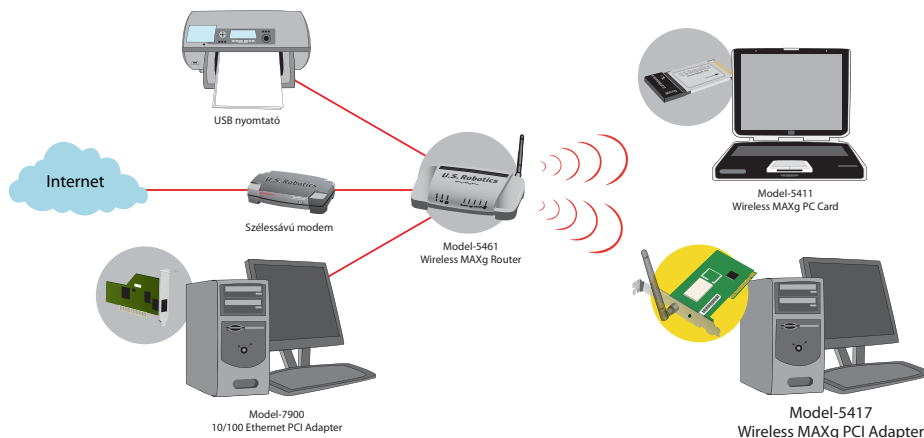 USB nyomtató
Internet
U.S. Robotics
Szélessávú modem
U.S. Robotics
Model-5461
Wireless MAXg Router
Model-5411
Wireless MAXg PC Card
Model-7900
10/100 Ethernet PCI Adapter
Model-5417
Wireless MAXg PCI Adapter